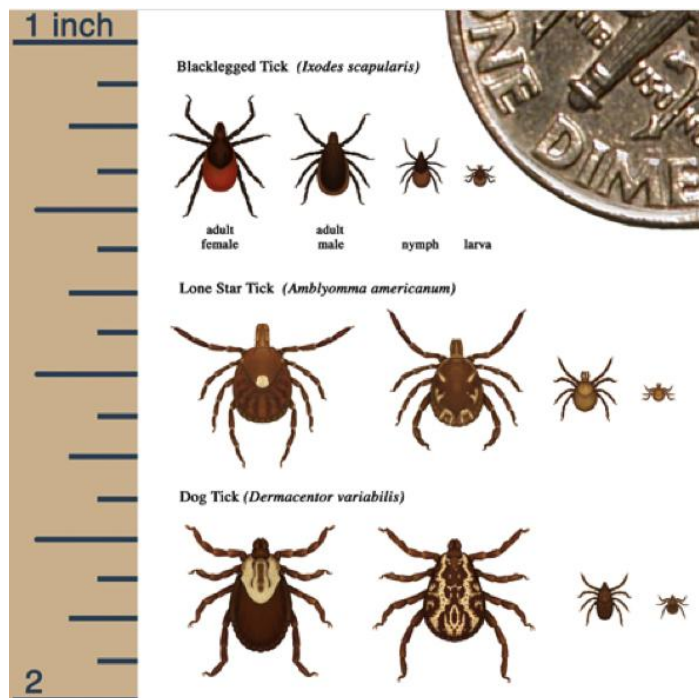 1 inch
Blacklegged Tick (Ixodes scapularis)
ONE DIME
adult female
adult male
nymph
larva
Lone Star Tick (Amblyomma americanum)
Dog Tick (Dermacentor variabilis)
2